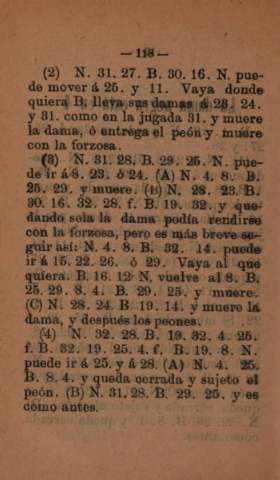 — 118 —
(2) N. 31. 27. B. 30. 16. N. pue-
de mover á 25. y 11. Vaya donde
quiera B. lleva sus damas á 23. 24.
y 31. como en la jugada 31. y muere
la dama, ó entrega el peón y muere
con la forzosa.
(3) N. 31. 28. B. 29. 25. N. pue-
de ir á 8. 23. ó 24. (A) N. 4. 8. B.
25. 29. y muere. (B) N. 28. 23. B.
30. 16. 32. 28. f. B. 19. 32. y que-
dando sola la dama podía rendirse
con la forzosa, pero es más breve se-
guir así: N. 4. 8. B. 32. 14. puede
ir á 15. 22. 26. ó 29. Vaya al que
quiera. B. 16. 12. N, vuelve al 8. B.
25. 29. 8. 4. B. 29. 25. y muere.
(C) N. 28. 24. B. 19. 14. y muere la
dama, y después los peones.
(4) N. 32. 28. B. 19. 32. 4. 25.
f. B. 32. 19. 25. 4. f. B. 19. 8. N.
puede ir á 25. y á 28. (A) N. 4. 25.
B. 8. 4. y queda cerrada y sujeto el
peón. (B) N. 31. 28. B. 29. 25. y es
como antes.